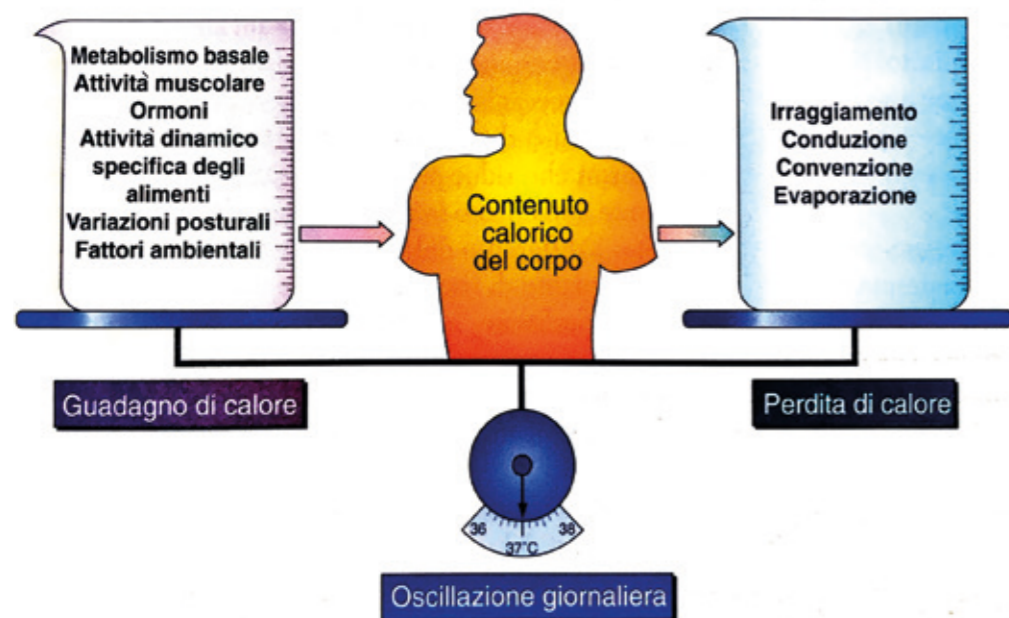 Metabolismo basale
Attività muscolare
Ormoni
Attività dinamico
specifica degli
alimenti
Variazioni posturali
Fattori ambientali
Contenuto
calorico
del corpo
Irraggiamento
Conduzione
Convenzione
Evaporazione
Guadagno di calore
Perdita di calore
36
37°C
38
Oscillazione giornaliera